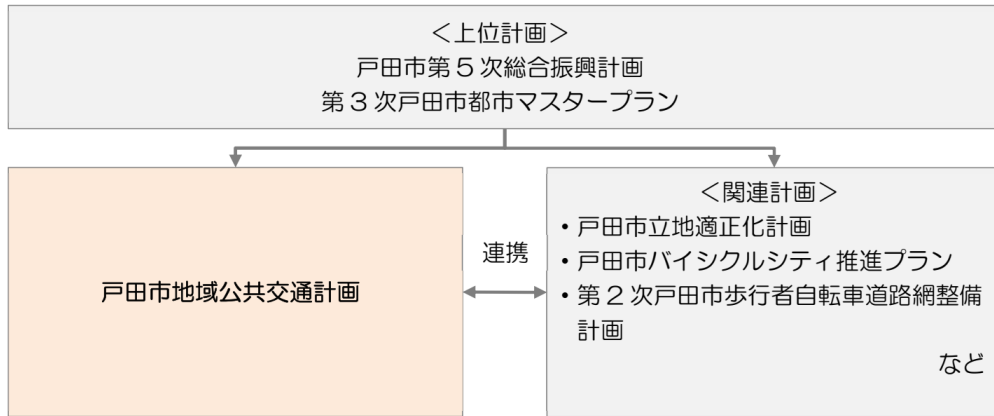 ＜上位計画＞
戸田市第５次総合振興計画
第３次戸田市都市マスタープラン
戸田市地域公共交通計画
連携
＜関連計画＞
・戸田市立地適正化計画
・戸田市バイシクルシティ推進プラン
・第２次戸田市歩行者自転車道路網整備
計画
など